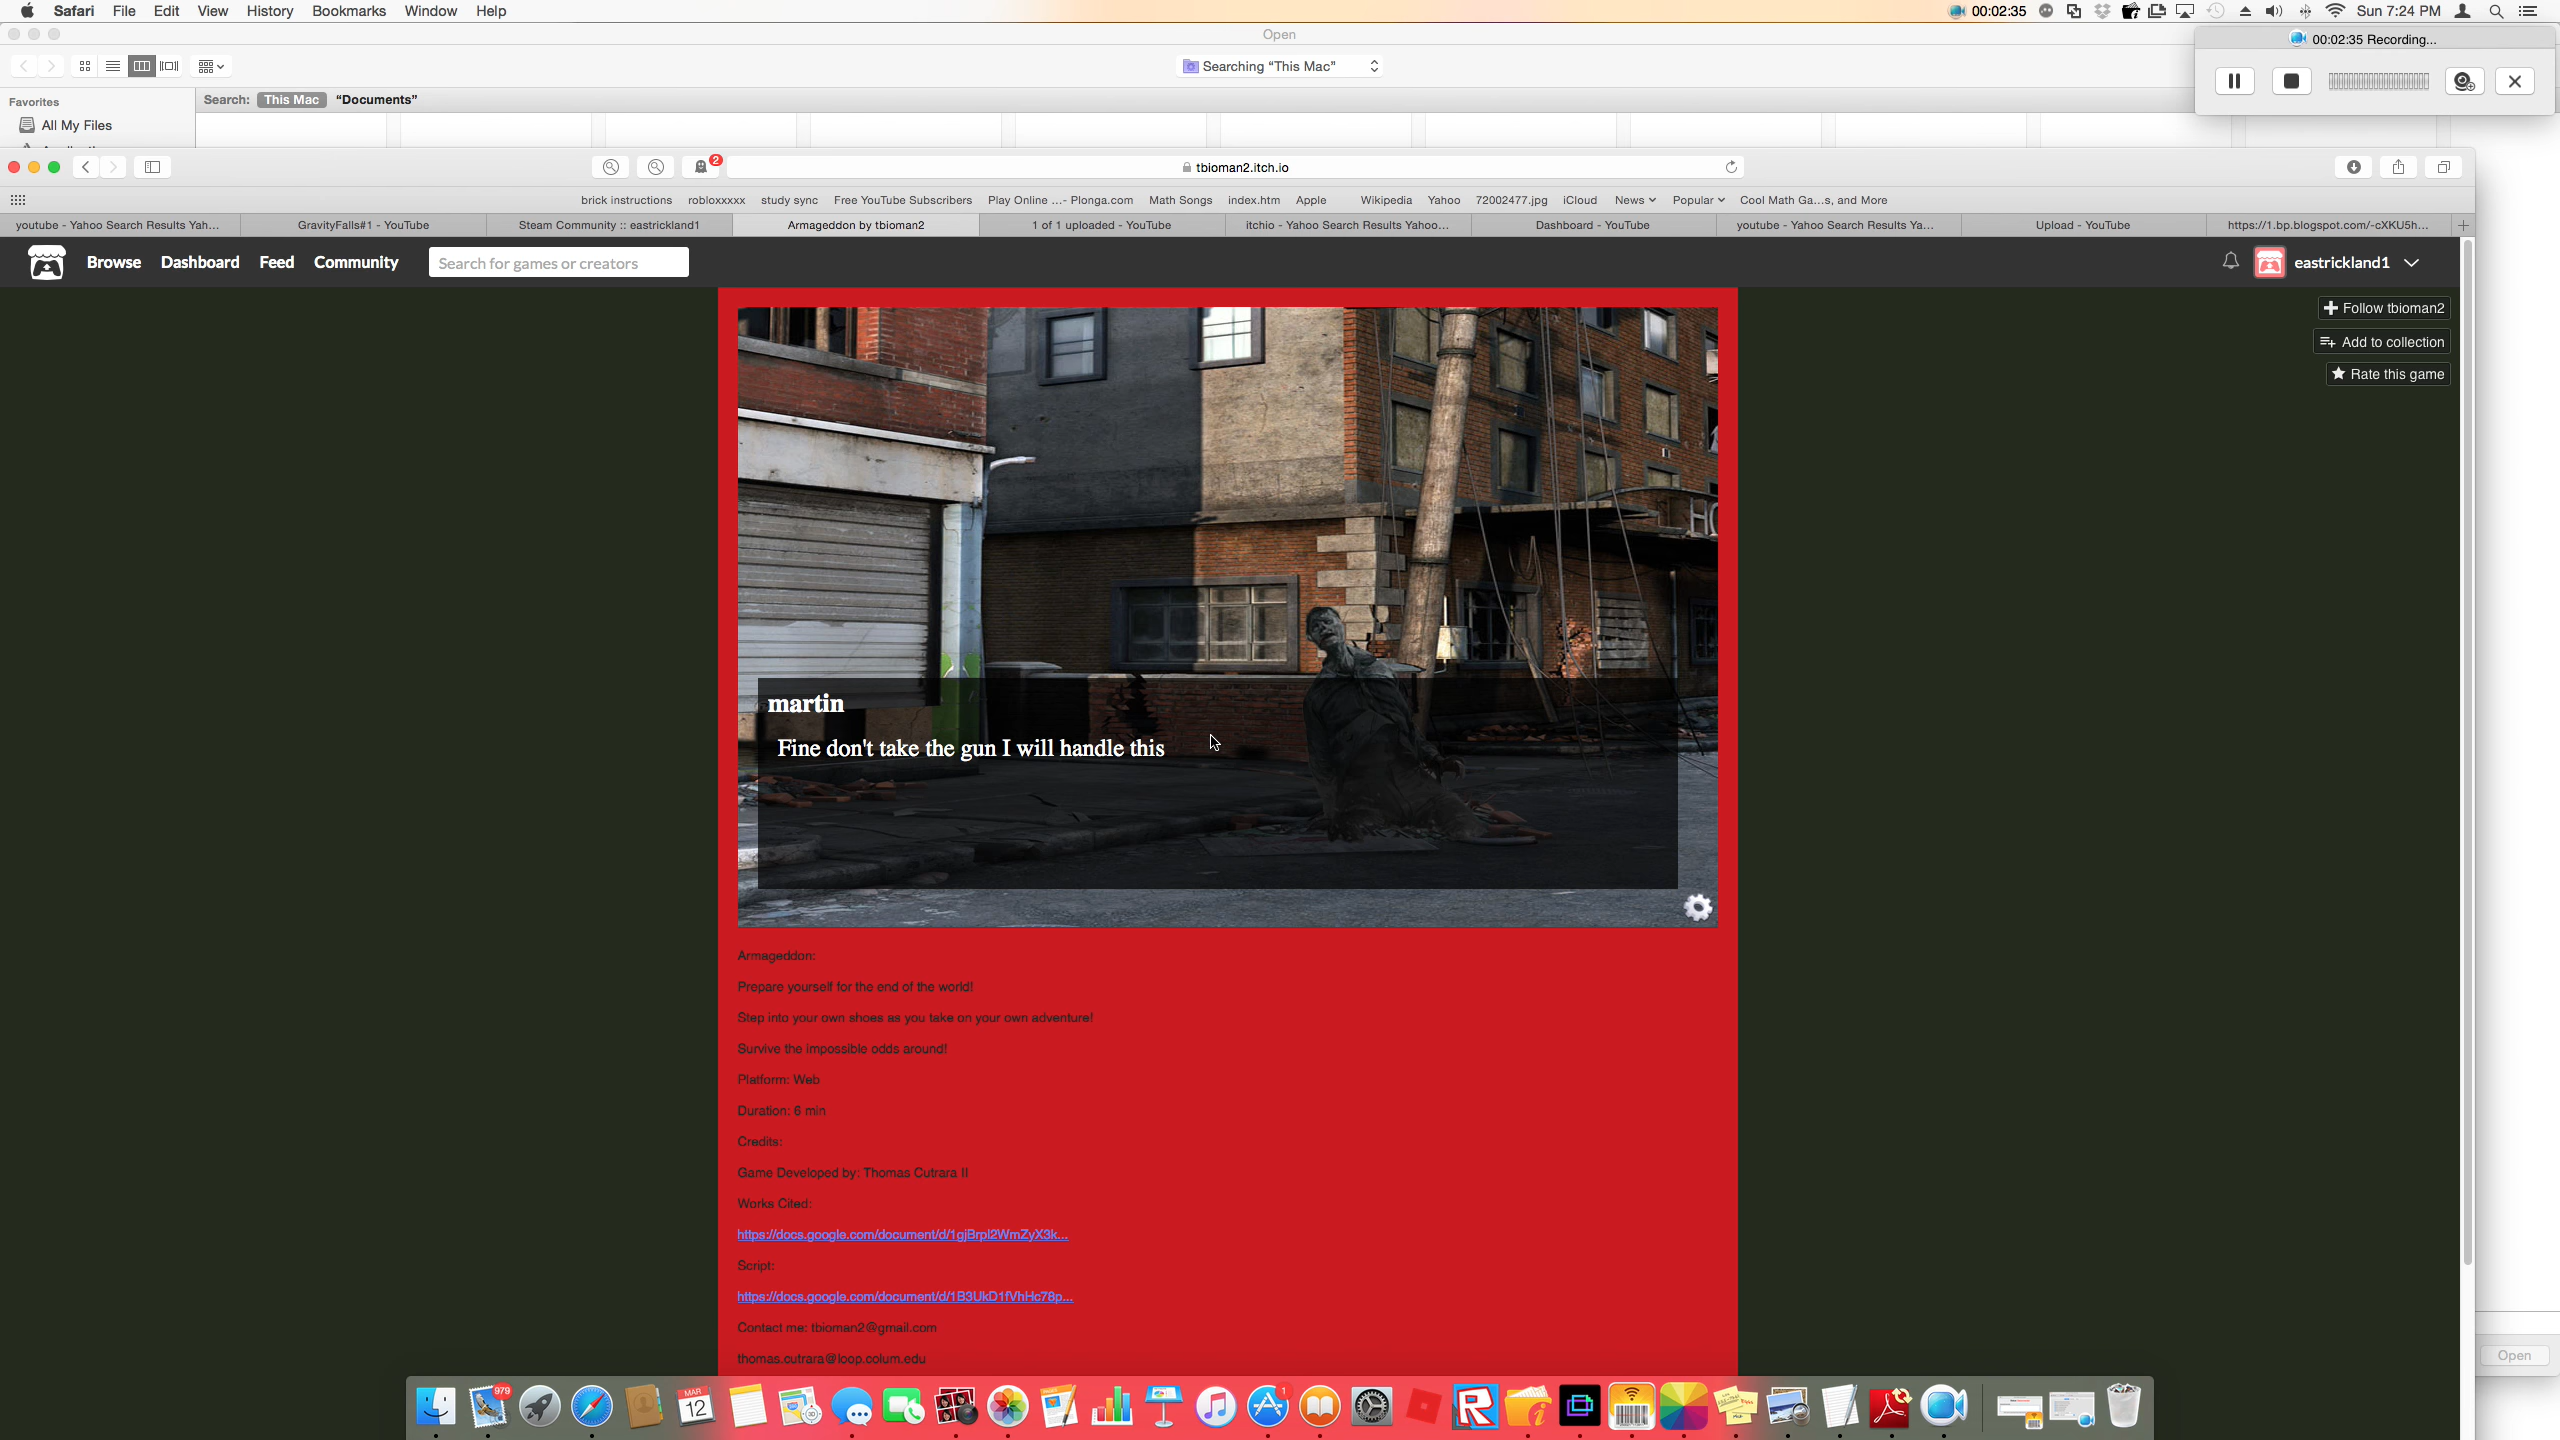 Safari File Edit View History Bookmarks Window Help 00:02:35 Sun 7:24 PM
Open
00:02:35 Recording...
Searching “This Mac”
Favorites Search: This Mac “Documents”
All My Files
2 tbioman2.itch.io
brick instructions robloxxxxx study sync Free YouTube Subscribers Play Online ...- Plonga.com Math Songs index.htm Apple Wikipedia Yahoo 72002477.jpg iCloud News Popular Cool Math Ga...s, and More
youtube - Yahoo Search Results Yah... GravityFalls#1 - YouTube Steam Community :: eastrickland1 Armageddon by tbioman2 1 of 1 uploaded - YouTube itchio - Yahoo Search Results Yahoo... Dashboard - YouTube youtube - Yahoo Search Results Ya... Upload - YouTube https://1.bp.blogspot.com/-cXKU5h...
Browse Dashboard Feed Community Search for games or creators eastrickland1
Follow tbioman2
Add to collection
Rate this game
martin
Fine don't take the gun I will handle this
Armageddon:
Prepare yourself for the end of the world!
Step into your own shoes as you take on your own adventure!
Survive the impossible odds around!
Platform: Web
Duration: 6 min
Credits:
Game Developed by: Thomas Cutrara II
Works Cited:
https://docs.google.com/document/d/1gjBrpl2WmZyX3k...
Script:
https://docs.google.com/document/d/1B3UkD1fVhHc78p...
Contact me: tbioman2@gmail.com
thomas.cutrara@loop.colum.edu
Open
979 MAR 12 1